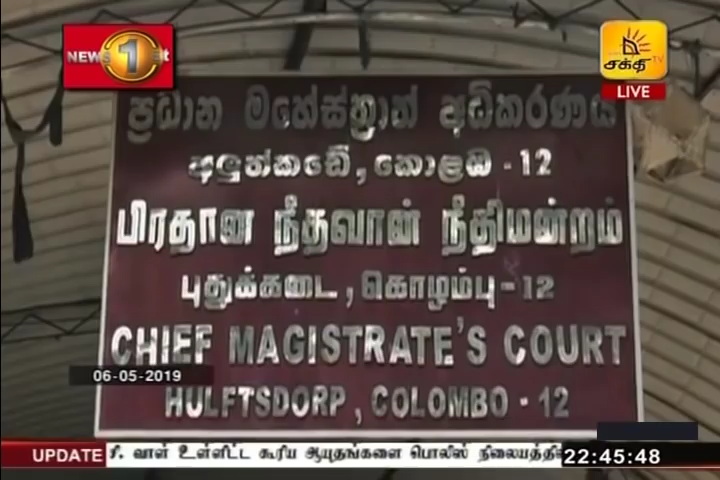 NEWS 1st
சக்தி TV
LIVE
ප්‍රධාන මහේස්ත්‍රාත් අධිකරණය
අලුත්කඩේ, කොළඹ - 12
பிரதான நீதவான் நீதிமன்றம்
புதுக்கடை, கொழும்பு - 12
CHIEF MAGISTRATE'S COURT
06-05-2019
HULFTSDORP, COLOMBO - 12
UPDATE வாள் உள்ளிட்ட கூரிய ஆயுதங்களை பொலிஸ் 22:45:48